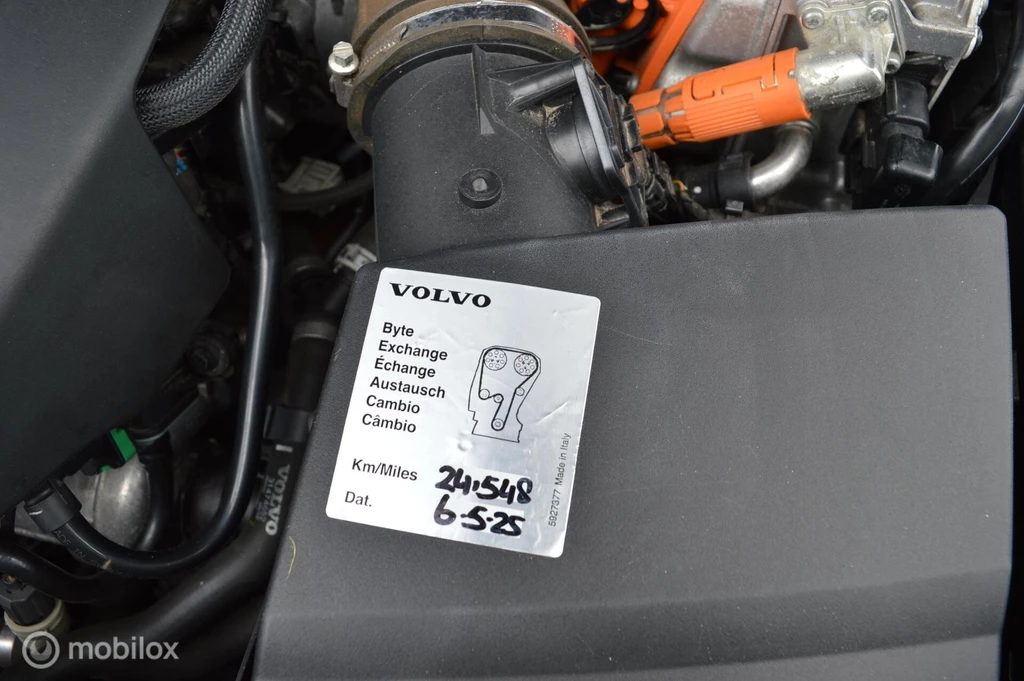 VOLVO
Byte
Exchange
Échange
Austausch
Cambio
Câmbio
Km/Miles 24.548
Dat. 6-5-25
5927377 Made in Italy
VOLVO
mobilox